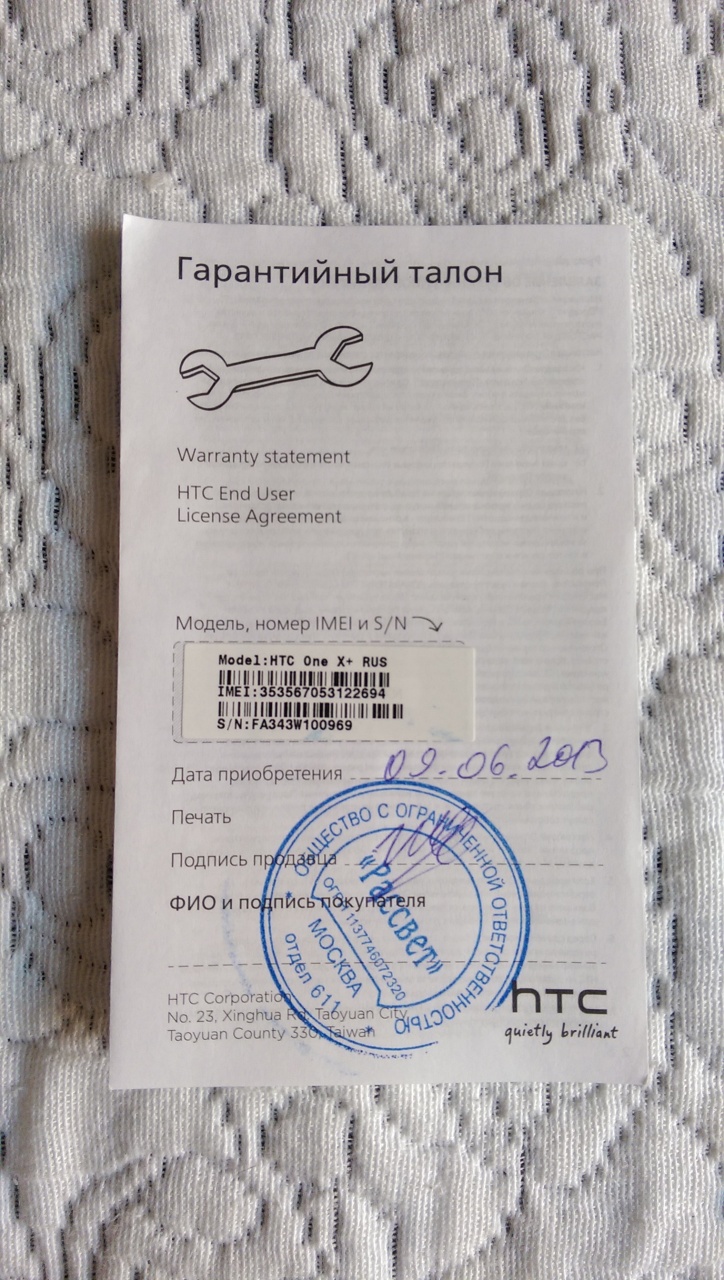 Гарантийный талон
Warranty statement
HTC End User
License Agreement
Модель, номер IMEI и S/N
Model:HTC One X+ RUS
IMEI:353567053122694
S/N:FA343W100969
Дата приобретения 09.06.2013
Печать
Подпись продавца
ФИО и подпись покупателя
ОБЩЕСТВО С ОГРАНИЧЕННОЙ ОТВЕТСТВЕННОСТЬЮ
«Рассвет»
ОГРН 1137746072320
МОСКВА
отдел 611
HTC Corporation
No. 23, Xinghua Rd, Taoyuan City
Taoyuan County 330, Taiwan
hTC
quietly brilliant